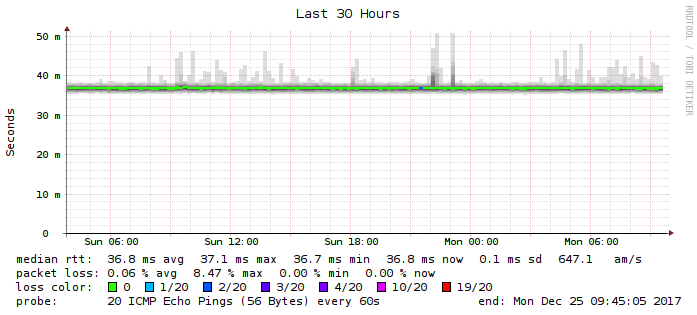 Last 30 Hours
RRDTOOL / TOBI OETIKER
Seconds
50 m
40 m
30 m
20 m
10 m
0
Sun 06:00 Sun 12:00 Sun 18:00 Mon 00:00 Mon 06:00
median rtt: 36.8 ms avg 37.1 ms max 36.7 ms min 36.8 ms now 0.1 ms sd 647.1 am/s
packet loss: 0.06 % avg 8.47 % max 0.00 % min 0.00 % now
loss color: 0 1/20 2/20 3/20 4/20 10/20 19/20
probe: 20 ICMP Echo Pings (56 Bytes) every 60s end: Mon Dec 25 09:45:05 2017